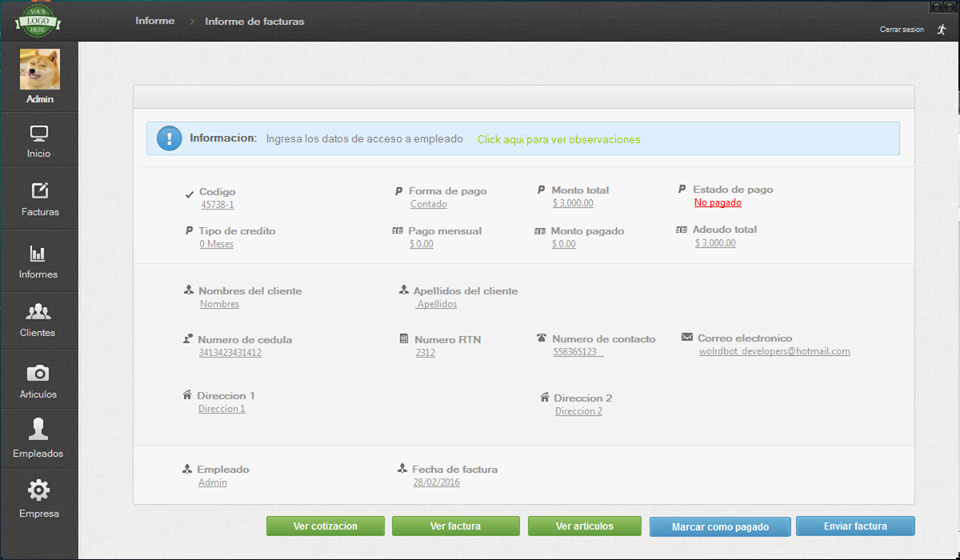 YOUR
LOGO
HERE
Informe > Informe de facturas
Cerrar sesion
Admin
Inicio
Facturas
Informes
Clientes
Articulos
Empleados
Empresa
Informacion: Ingresa los datos de acceso a empleado Click aqui para ver observaciones
Codigo Forma de pago Monto total Estado de pago
45738-1 Contado $ 3,000.00 No pagado
Tipo de credito Pago mensual Monto pagado Adeudo total
0 Meses $ 0.00 $ 0.00 $ 3,000.00
Nombres del cliente Apellidos del cliente
Nombres Apellidos
Numero de cedula Numero RTN Numero de contacto Correo electronico
3413423431412 2312 558365123__ wolrdbot_developers@hotmail.com
Direccion 1 Direccion 2
Direccion 1 Direccion 2
Empleado Fecha de factura
Admin 28/02/2016
Ver cotizacion Ver factura Ver articulos Marcar como pagado Enviar factura